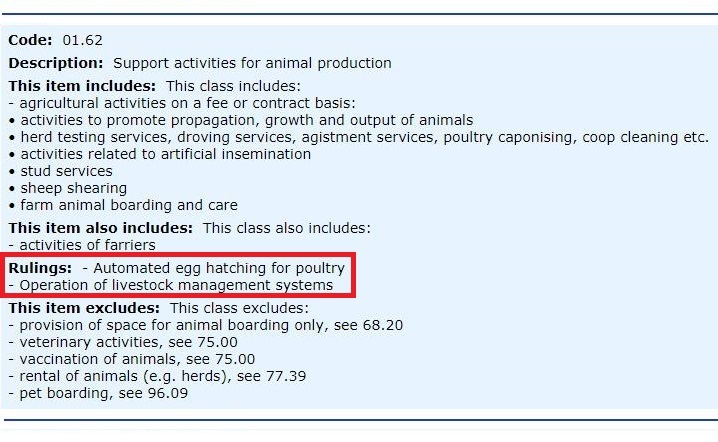 Code: 01.62
Description: Support activities for animal production
This item includes: This class includes:
- agricultural activities on a fee or contract basis:
• activities to promote propagation, growth and output of animals
• herd testing services, droving services, agistment services, poultry caponising, coop cleaning etc.
• activities related to artificial insemination
• stud services
• sheep shearing
• farm animal boarding and care
This item also includes: This class also includes:
- activities of farriers
Rulings: - Automated egg hatching for poultry
- Operation of livestock management systems
This item excludes: This class excludes:
- provision of space for animal boarding only, see 68.20
- veterinary activities, see 75.00
- vaccination of animals, see 75.00
- rental of animals (e.g. herds), see 77.39
- pet boarding, see 96.09